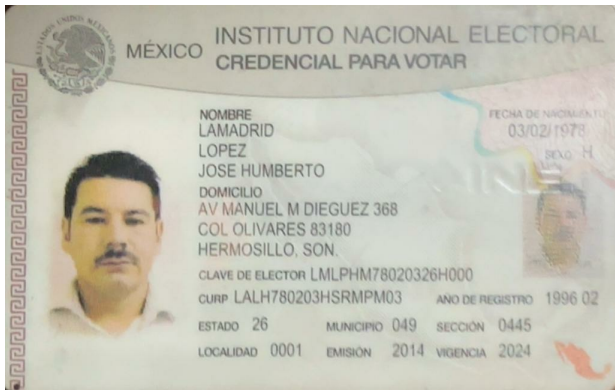 MÉXICO INSTITUTO NACIONAL ELECTORAL
CREDENCIAL PARA VOTAR
NOMBRE
LAMADRID
LOPEZ
JOSE HUMBERTO
FECHA DE NACIMIENTO
03/02/1978
SEXO H
DOMICILIO
AV MANUEL M DIEGUEZ 368
COL OLIVARES 83180
HERMOSILLO, SON.
CLAVE DE ELECTOR LMLPHM78020326H000
CURP LALH780203HSRMPM03 AÑO DE REGISTRO 1996 02
ESTADO 26 MUNICIPIO 049 SECCIÓN 0445
LOCALIDAD 0001 EMISIÓN 2014 VIGENCIA 2024